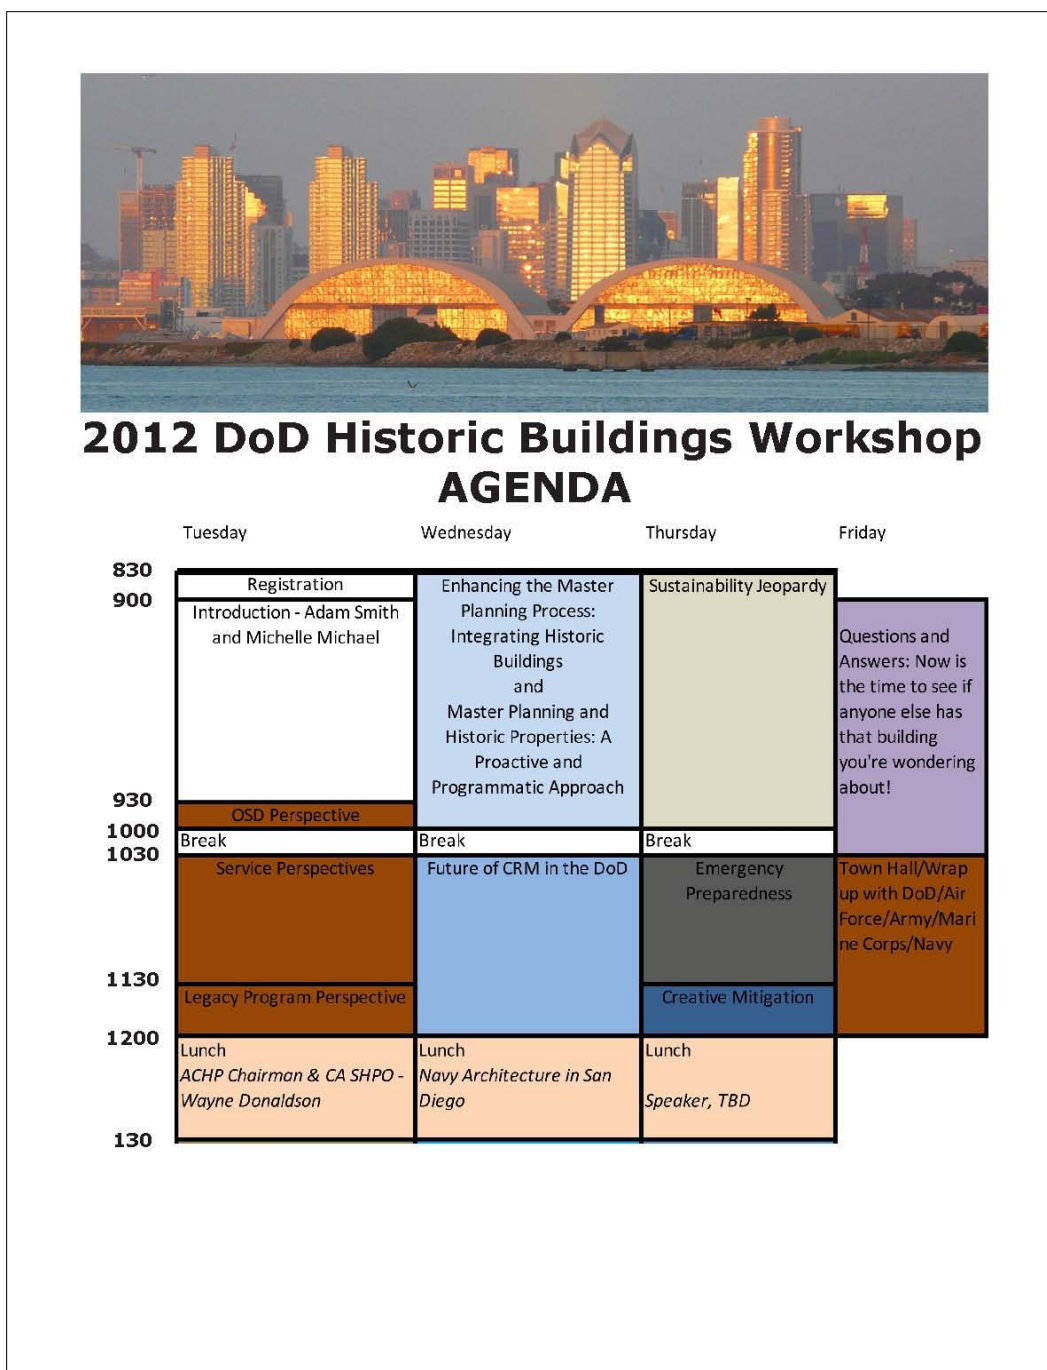 2012 DoD Historic Buildings Workshop
AGENDA
Tuesday
Wednesday
Thursday
Friday
830
Registration
Enhancing the Master
Planning Process:
Integrating Historic
Buildings
and
Master Planning and
Historic Properties: A
Proactive and
Programmatic Approach
Sustainability Jeopardy
900
Introduction - Adam Smith
and Michelle Michael
Questions and
Answers: Now is
the time to see if
anyone else has
that building
you're wondering
about!
930
OSD Perspective
1000
Break
Break
Break
1030
Service Perspectives
Future of CRM in the DoD
Emergency
Preparedness
Town Hall/Wrap
up with DoD/Air
Force/Army/Mari
ne Corps/Navy
1130
Legacy Program Perspective
Creative Mitigation
1200
Lunch
ACHP Chairman & CA SHPO -
Wayne Donaldson
Lunch
Navy Architecture in San
Diego
Lunch
Speaker, TBD
130